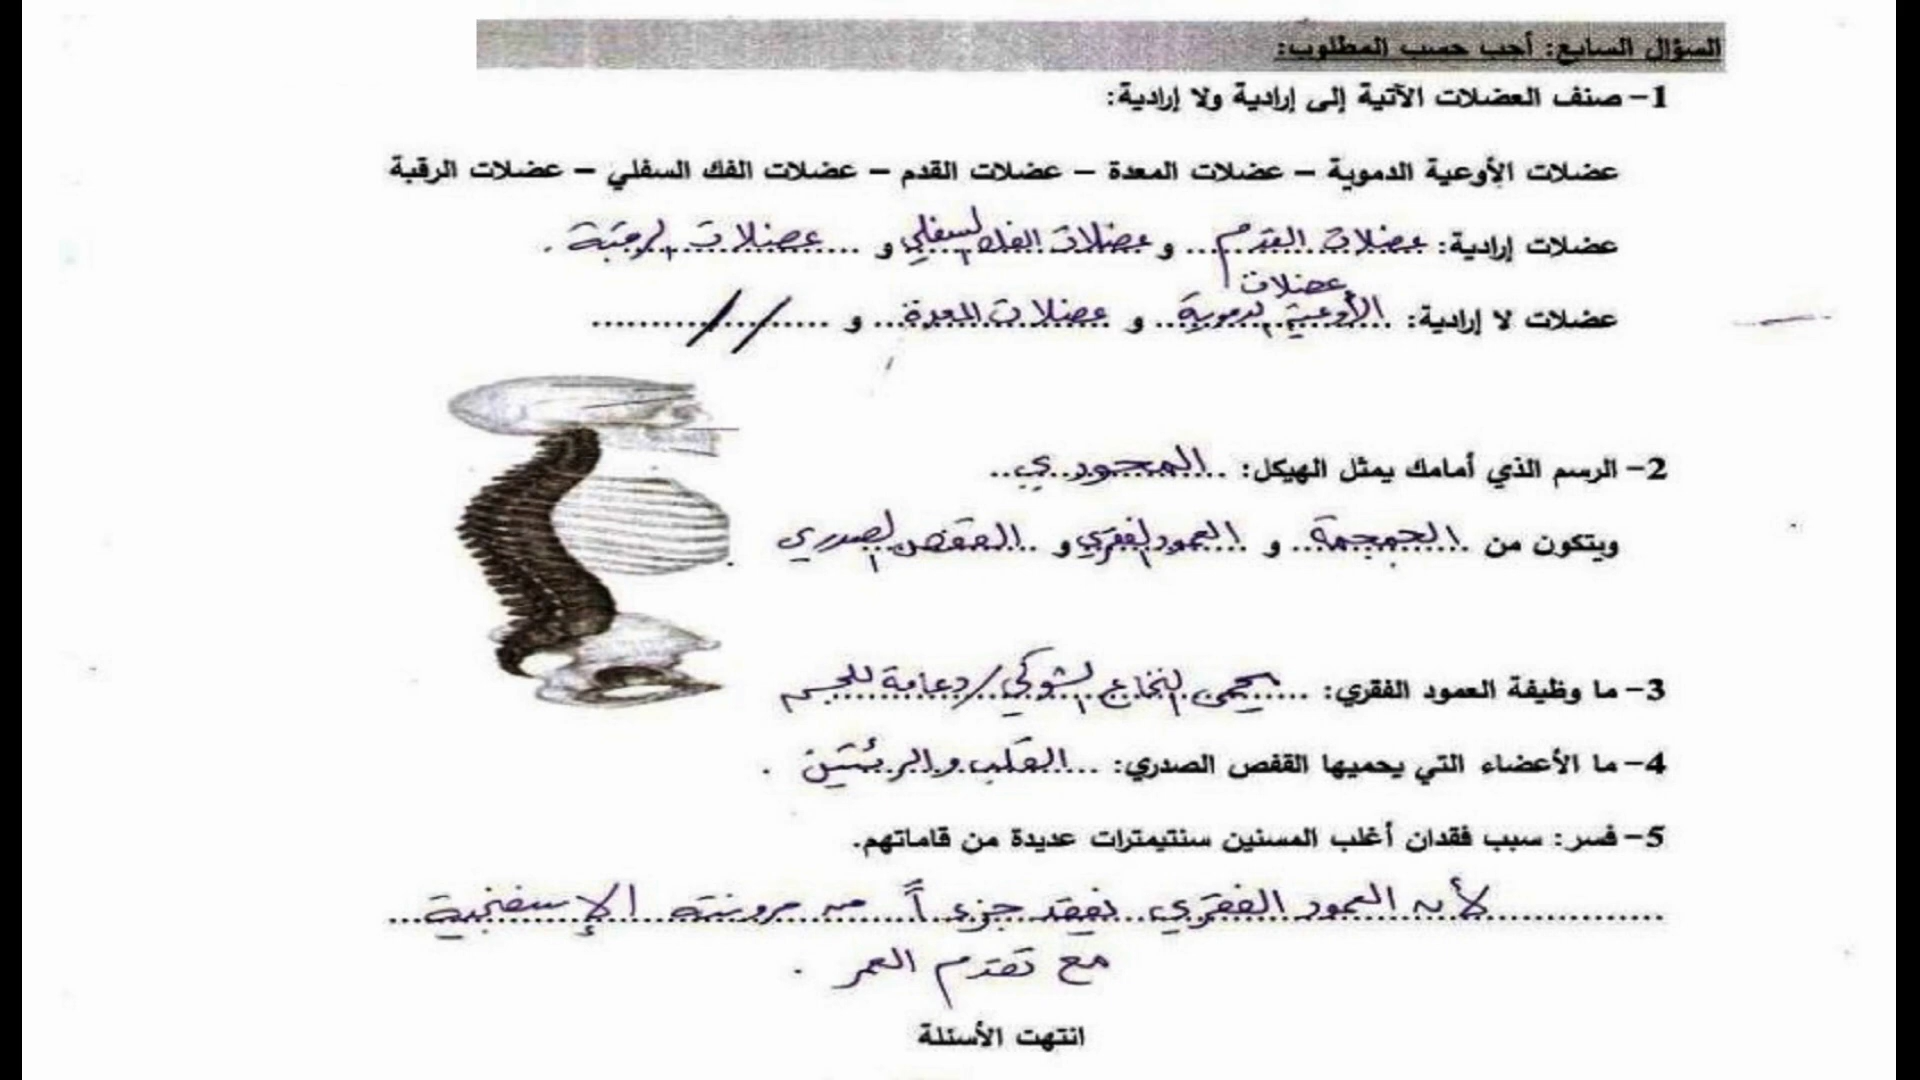 السؤال السابع: أجب حسب المطلوب:
1- صنف العضلات الآتية إلى إرادية ولا إرادية:
عضلات الأوعية الدموية – عضلات المعدة – عضلات القدم – عضلات الفك السفلي – عضلات الرقبة
عضلات إرادية: عضلات القدم و عضلات الفك السفلي و عضلات الرقبة .
عضلات لا إرادية: عضلات الأوعية الدموية و عضلات المعدة و ......//......
2- الرسم الذي أمامك يمثل الهيكل: المحوري
ويتكون من الجمجمة و العمود الفقري و القفص الصدري .
3- ما وظيفة العمود الفقري: يحمى النخاع الشوكي / دعامة للجسم
4- ما الأعضاء التي يحميها القفص الصدري: القلب والرئتين .
5- فسر: سبب فقدان أغلب المسنين سنتيمترات عديدة من قاماتهم.
لأن العمود الفقري يفقد جزءاً من مرونته الإسفنجية
مع تقدم العمر .
انتهت الأسئلة